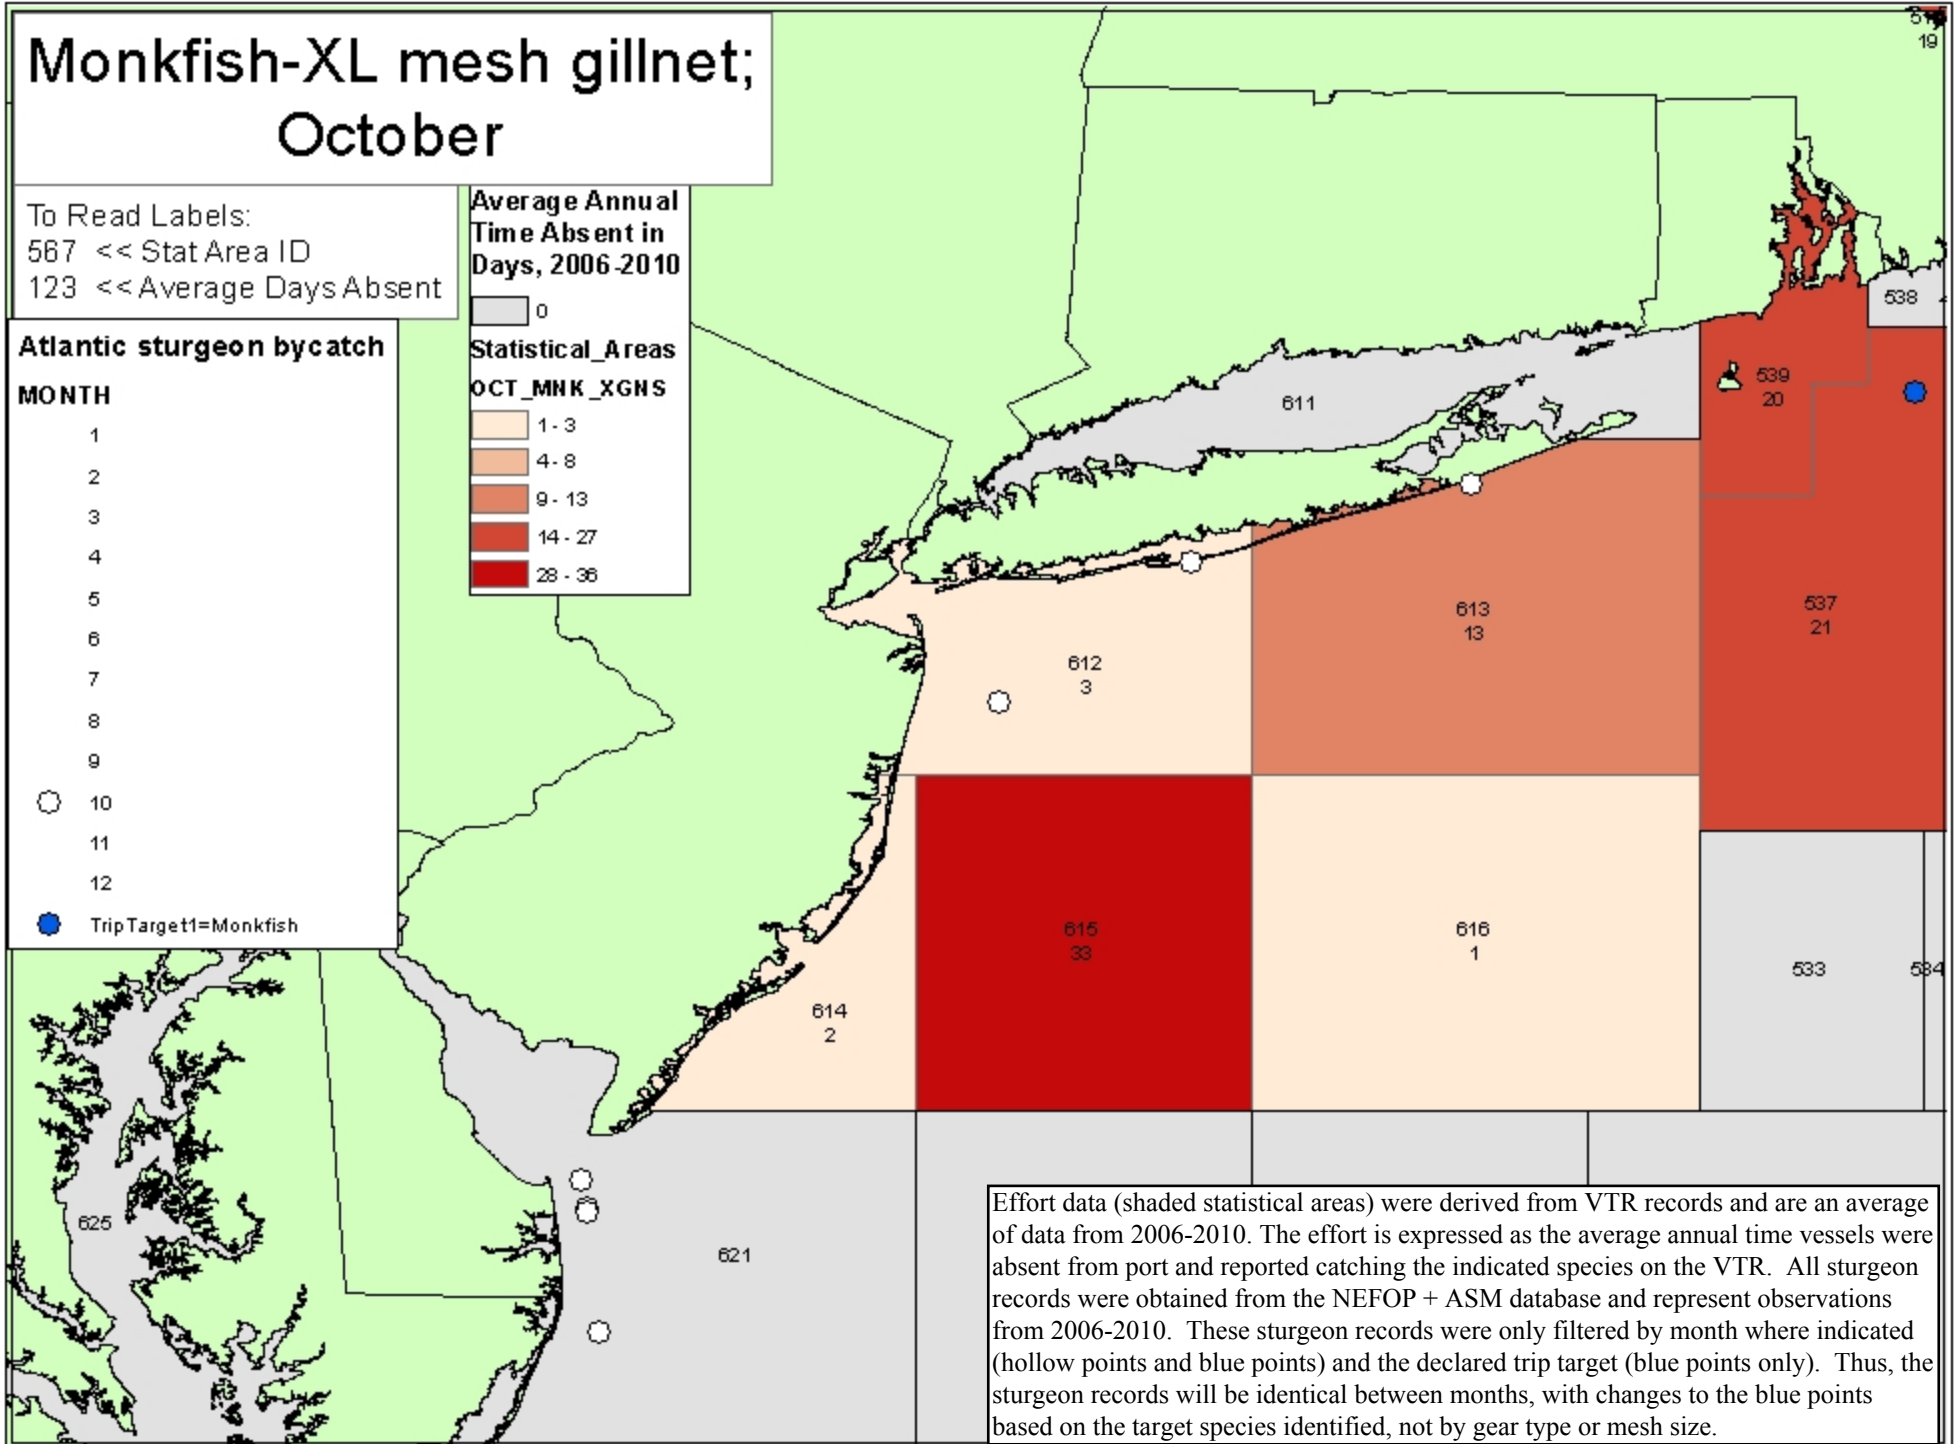 Monkfish-XL mesh gillnet;
October
To Read Labels:
567 << Stat Area ID
123 << Average Days Absent
Average Annual
Time Absent in
Days, 2006-2010
0
Statistical_Areas
OCT_MNK_XGNS
1 - 3
4 - 8
9 - 13
14 - 27
28 - 36
Atlantic sturgeon bycatch
MONTH
1
2
3
4
5
6
7
8
9
10
11
12
TripTarget1=Monkfish
19
538
539
20
611
537
21
613
13
612
3
615
33
616
1
533
534
614
2
625
621
Effort data (shaded statistical areas) were derived from VTR records and are an average
of data from 2006-2010. The effort is expressed as the average annual time vessels were
absent from port and reported catching the indicated species on the VTR.  All sturgeon
records were obtained from the NEFOP + ASM database and represent observations
from 2006-2010.  These sturgeon records were only filtered by month where indicated
(hollow points and blue points) and the declared trip target (blue points only).  Thus, the
sturgeon records will be identical between months, with changes to the blue points
based on the target species identified, not by gear type or mesh size.